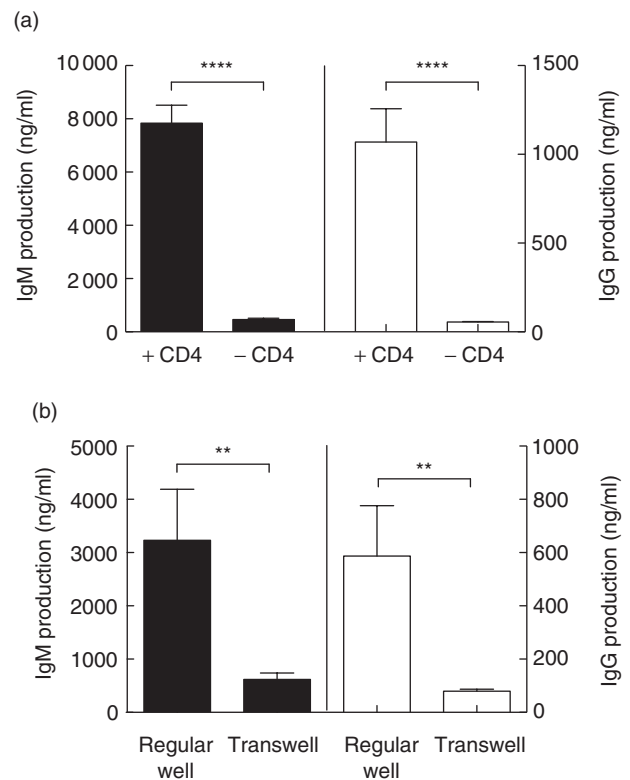 (a)
10 000
8 000
6 000
4 000
2 000
0
IgM production (ng/ml)
****
****
1500
1000
500
0
IgG production (ng/ml)
+ CD4
– CD4
+ CD4
– CD4
(b)
5000
4000
3000
2000
1000
0
IgM production (ng/ml)
**
**
1000
800
600
400
200
0
IgG production (ng/ml)
Regular
well
Transwell
Regular
well
Transwell